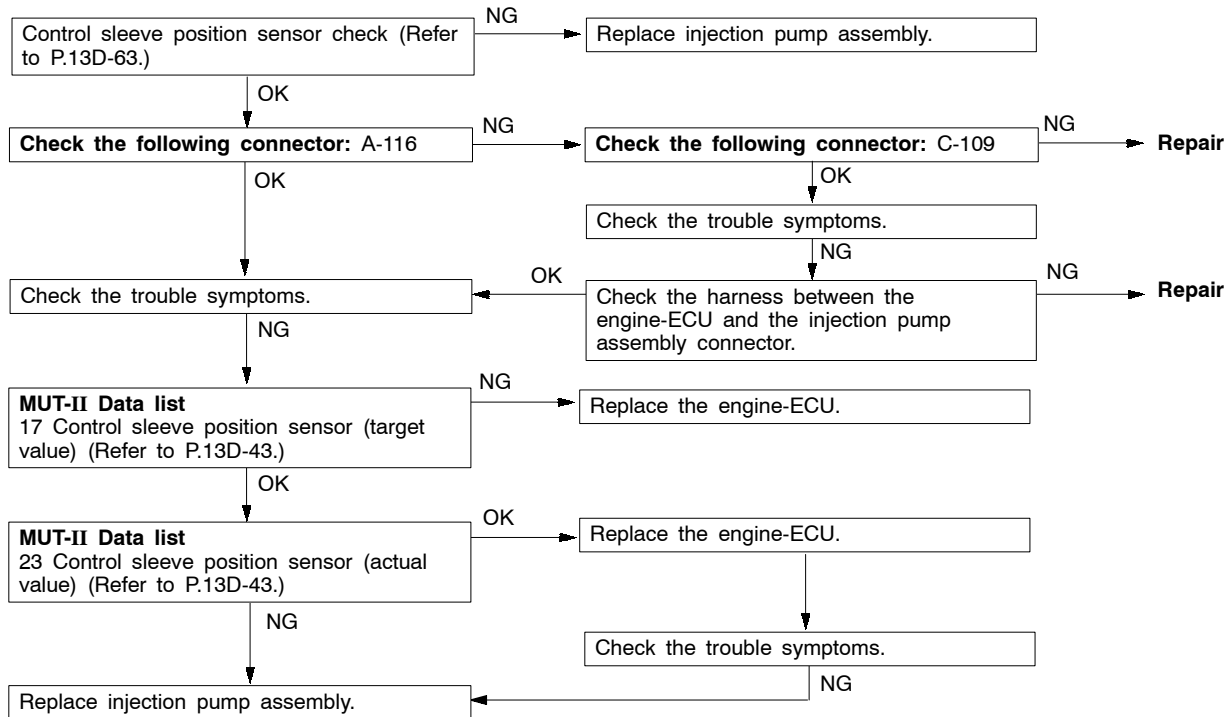 Control sleeve position sensor check (Refer
to P.13D-63.)
NG
Replace injection pump assembly.
OK
Check the following connector: A-116
NG
Check the following connector: C-109
NG
Repair
OK
OK
Check the trouble symptoms.
NG
Check the trouble symptoms.
OK
Check the harness between the
engine-ECU and the injection pump
assembly connector.
NG
Repair
NG
MUT-II Data list
17 Control sleeve position sensor (target
value) (Refer to P.13D-43.)
NG
Replace the engine-ECU.
OK
MUT-II Data list
23 Control sleeve position sensor (actual
value) (Refer to P.13D-43.)
OK
Replace the engine-ECU.
NG
Check the trouble symptoms.
NG
Replace injection pump assembly.